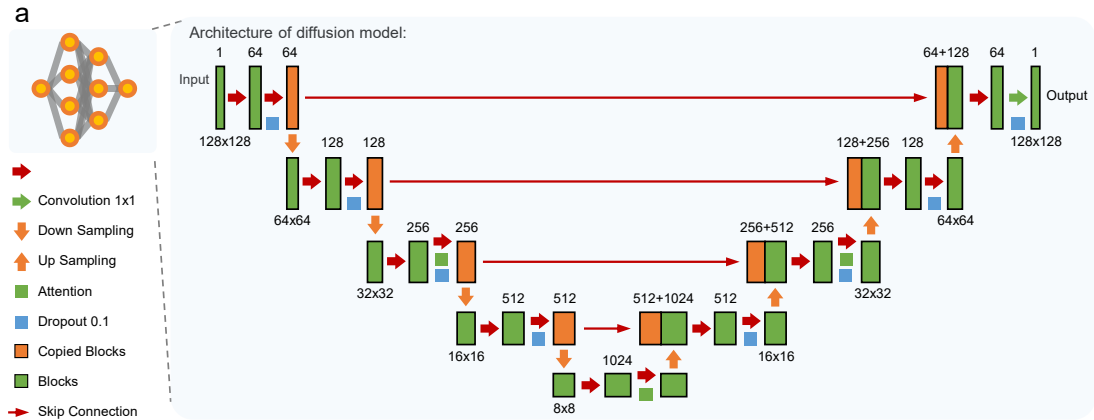 a
Architecture of diffusion model:
1 64 64 64+128 64 1
Input Output
128x128 128x128
128 128 128+256 128
64x64 64x64
256 256 256+512 256
32x32 32x32
512 512 512+1024 512
16x16 16x16
1024
8x8
Convolution 1x1
Down Sampling
Up Sampling
Attention
Dropout 0.1
Copied Blocks
Blocks
Skip Connection